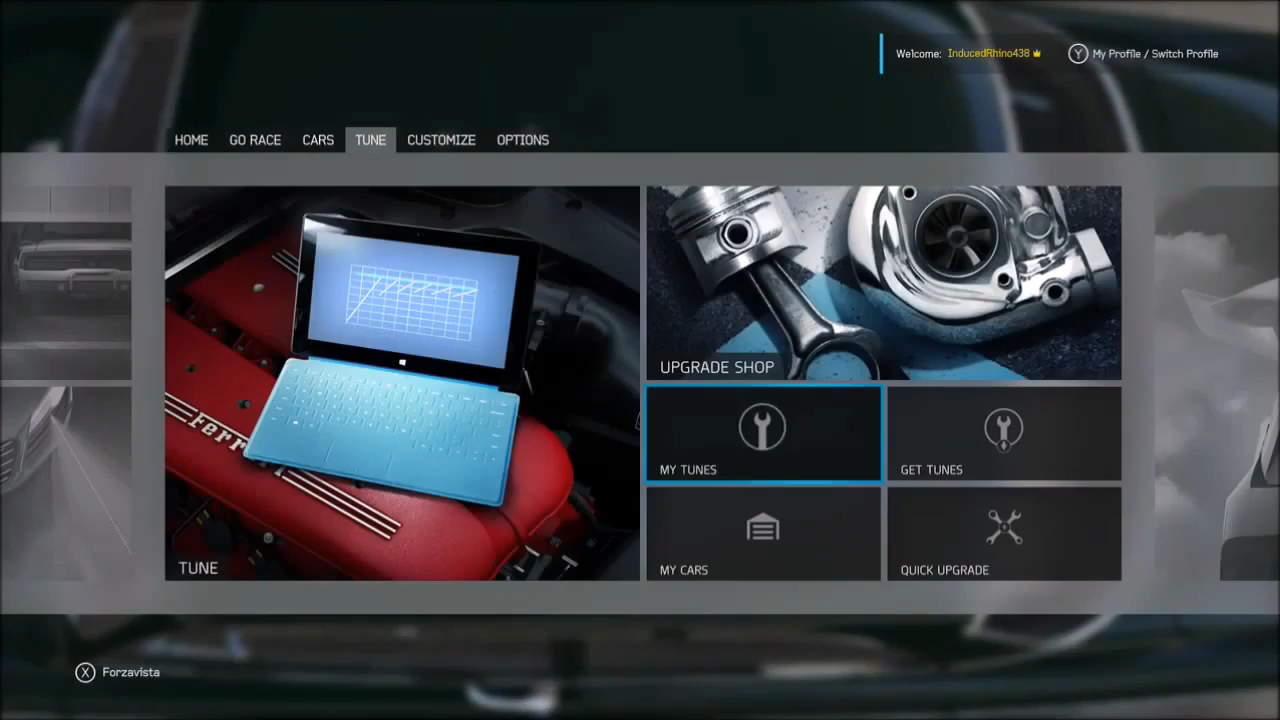 Welcome: InducedRhino438
Y My Profile / Switch Profile
HOME GO RACE CARS TUNE CUSTOMIZE OPTIONS
Ferr
TUNE
UPGRADE SHOP
MY TUNES
GET TUNES
MY CARS
QUICK UPGRADE
X Forzavista